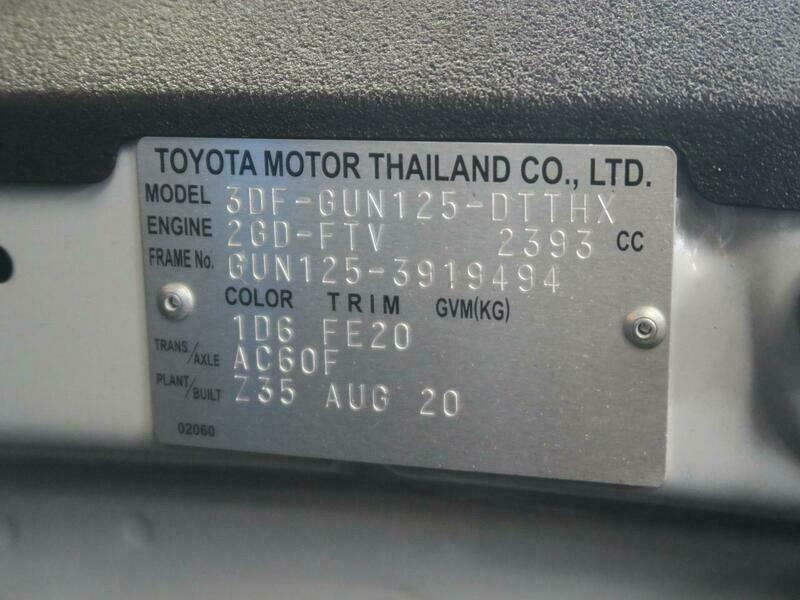 TOYOTA MOTOR THAILAND CO., LTD.
MODEL 3DF-GUN125-DTTHX
ENGINE 2GD-FTV 2393 CC
FRAME No. GUN125-3919494
COLOR TRIM GVM(KG)
1D6 FE20
TRANS/AXLE AC60F
PLANT/BUILT Z35 AUG 20
02060